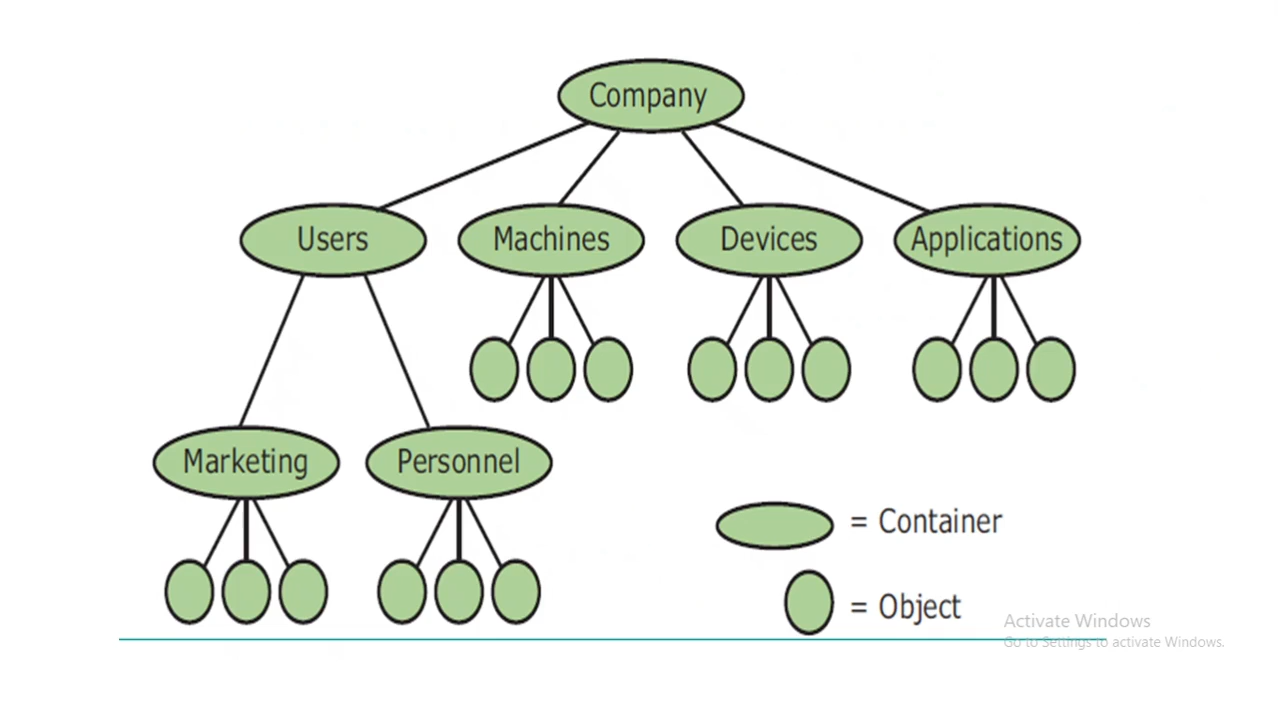 Company
Users
Machines
Devices
Applications
Marketing
Personnel
= Container
= Object
Activate Windows
Go to Settings to activate Windows.